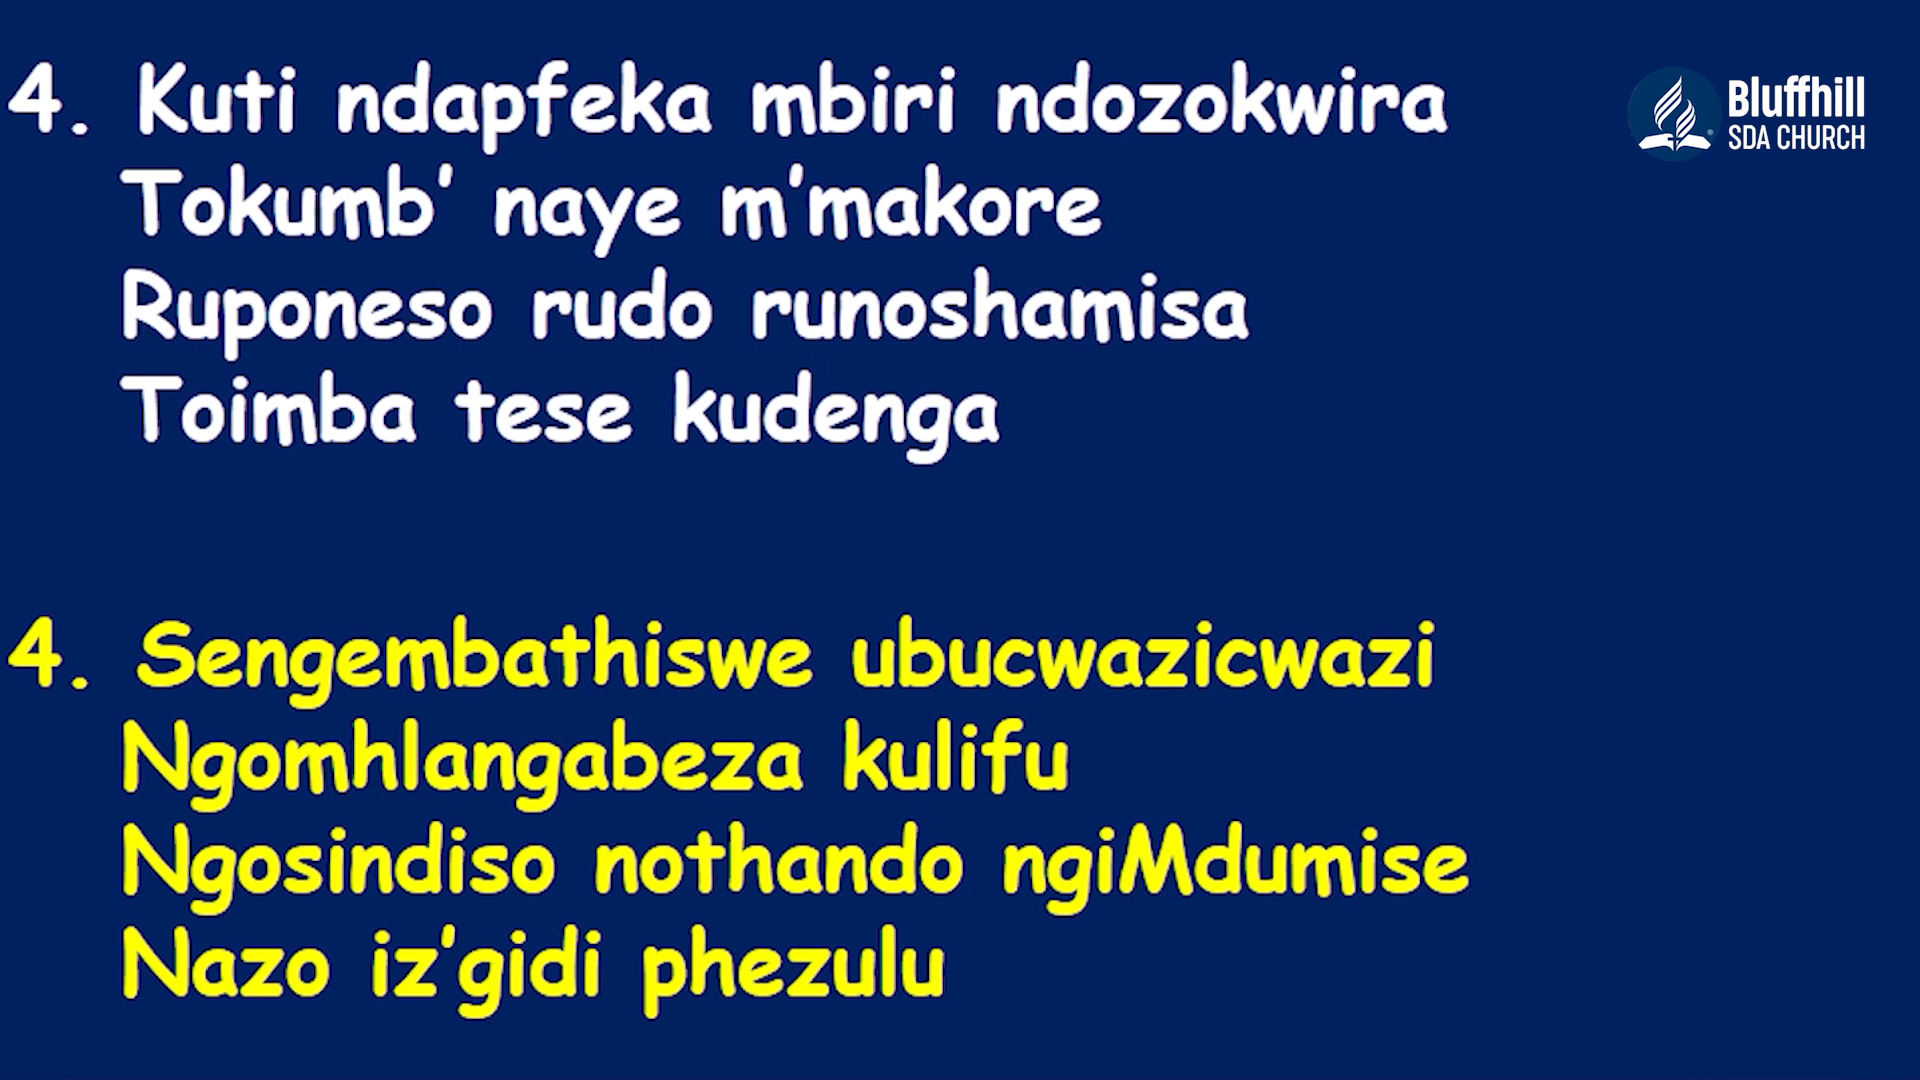 4. Kuti ndapfeka mbiri ndozokwira
Tokumb' naye m'makore
Ruponeso rudo runoshamisa
Toimba tese kudenga
4. Sengembathiswe ubucwazicwazi
Ngomhlangabeza kulifu
Ngosindiso nothando ngiMdumise
Nazo iz'gidi phezulu
Bluffhill
SDA CHURCH